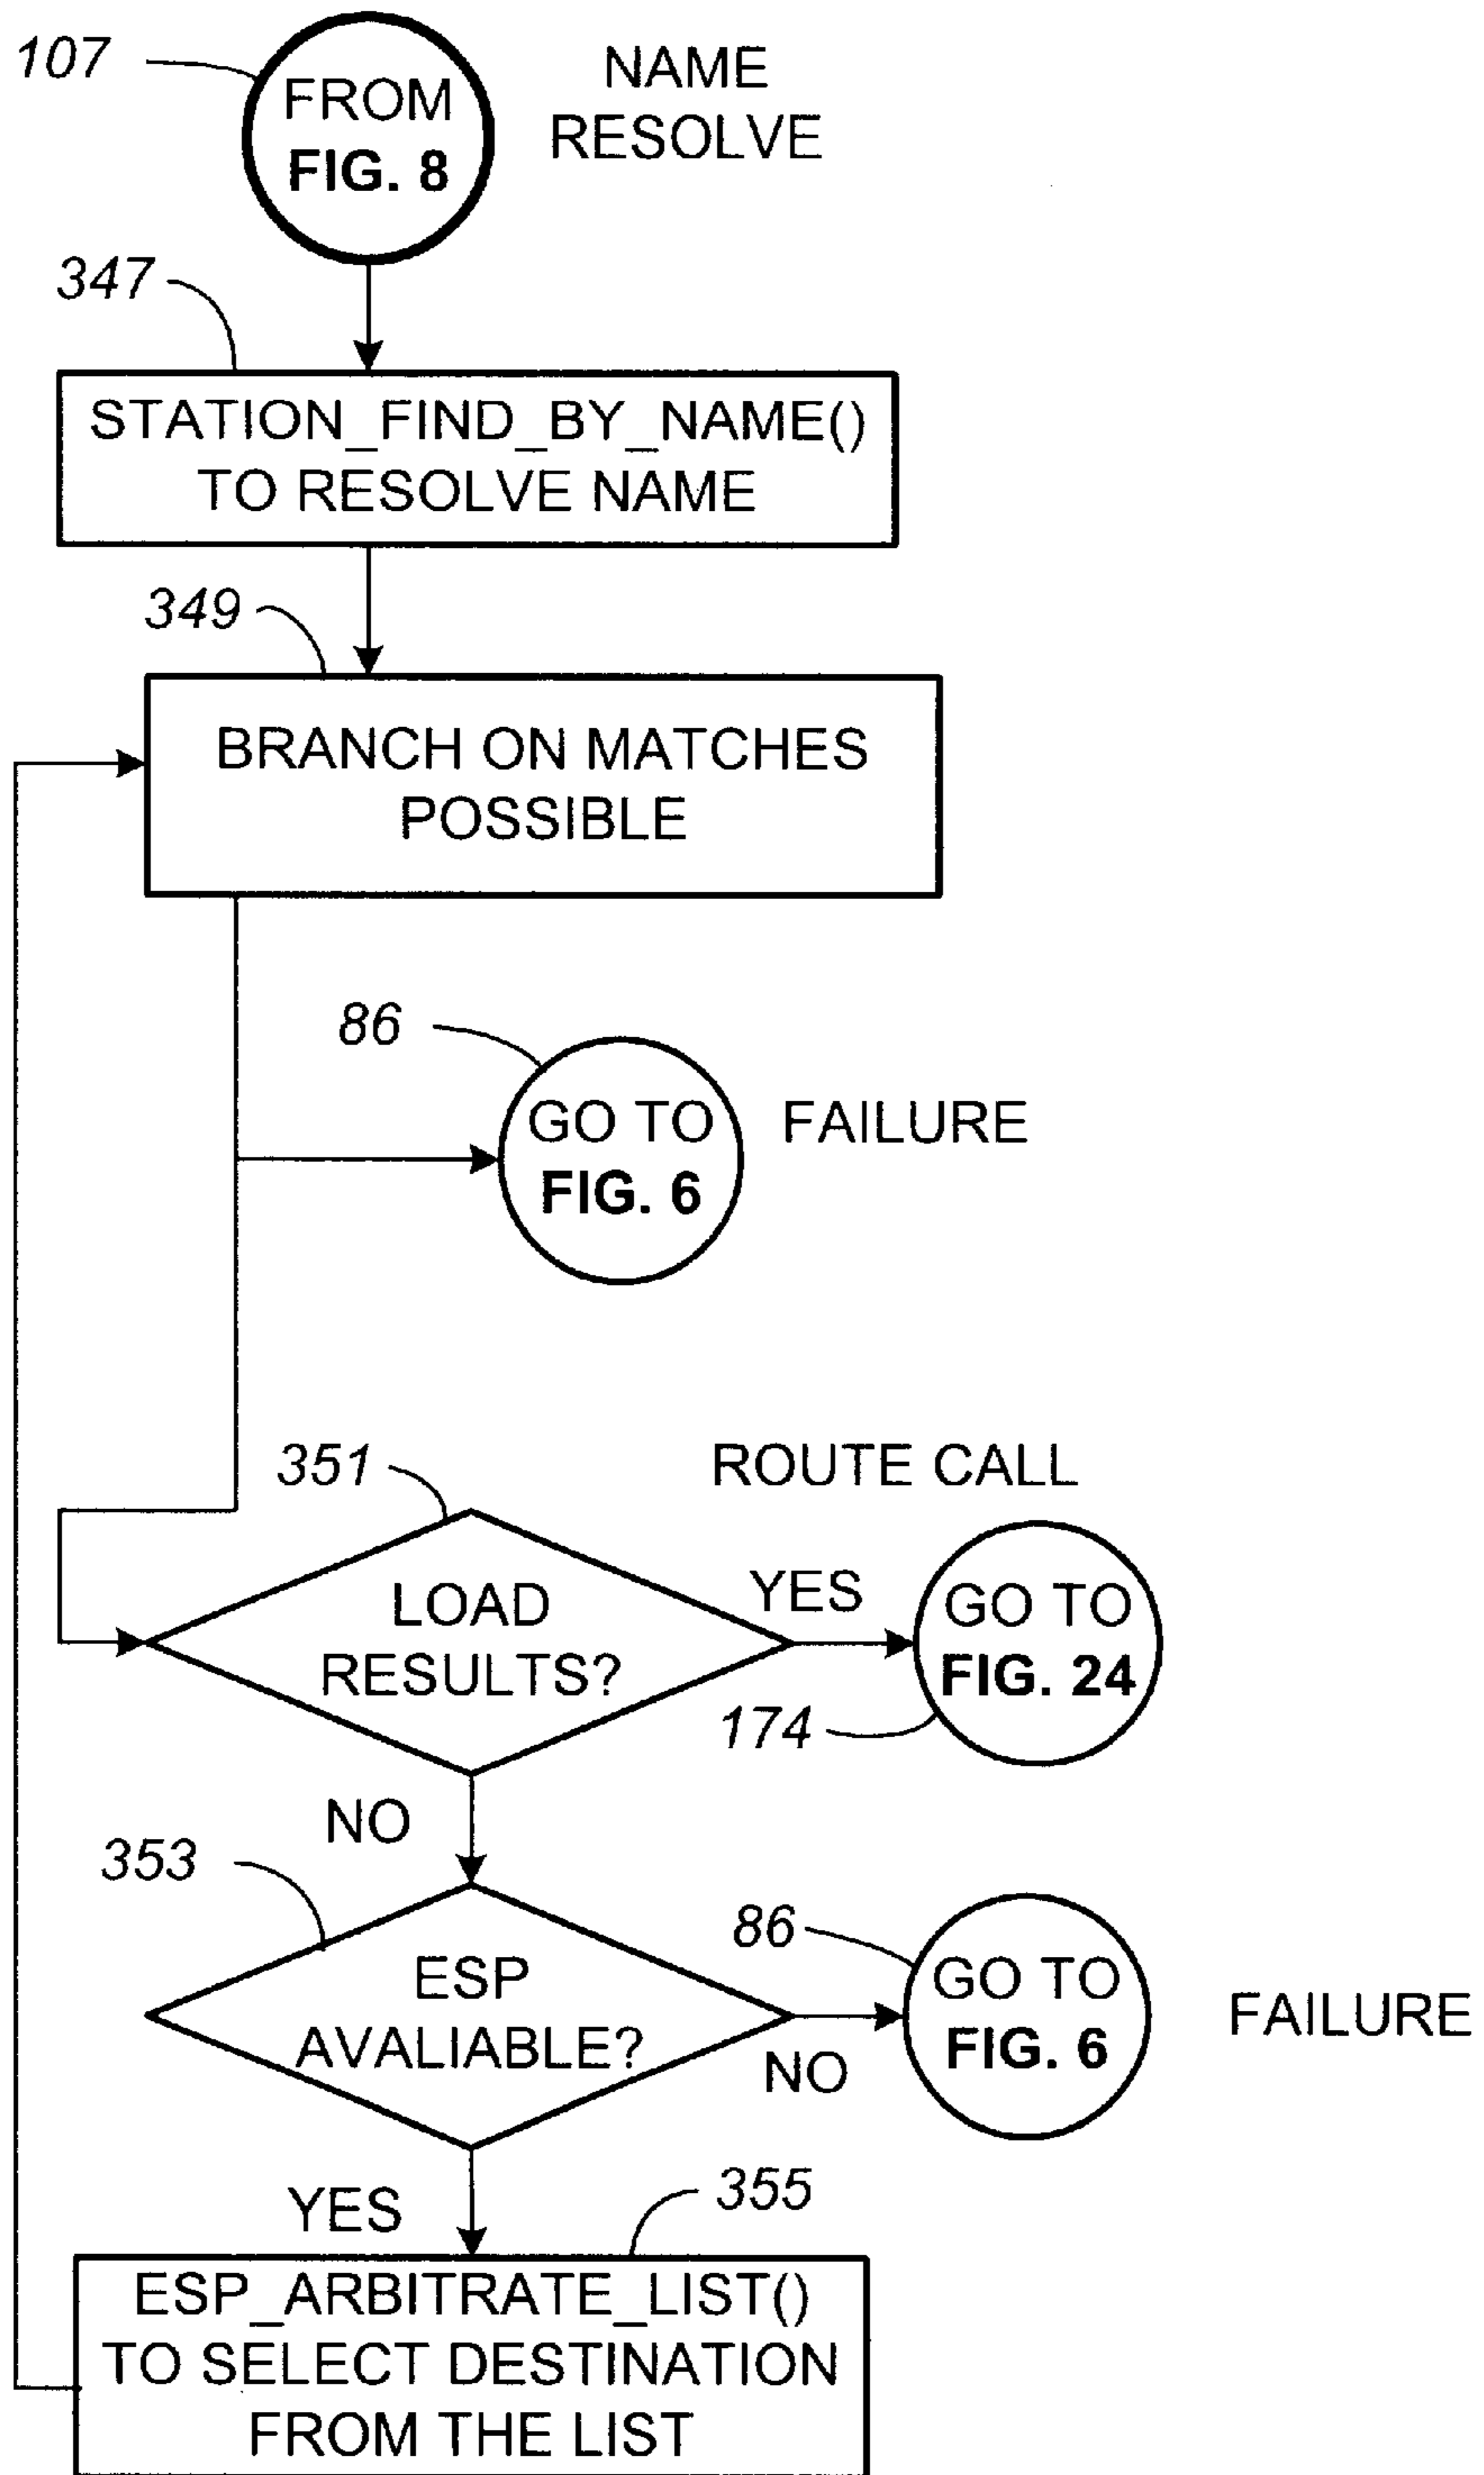 107
FROM
FIG. 8
NAME
RESOLVE
347
STATION_FIND_BY_NAME()
TO RESOLVE NAME
349
BRANCH ON MATCHES
POSSIBLE
86
GO TO
FIG. 6
FAILURE
351
ROUTE CALL
LOAD
RESULTS?
YES
GO TO
FIG. 24
174
NO
353
ESP
AVALIABLE?
86
GO TO
FIG. 6
FAILURE
NO
YES
355
ESP_ARBITRATE_LIST()
TO SELECT DESTINATION
FROM THE LIST